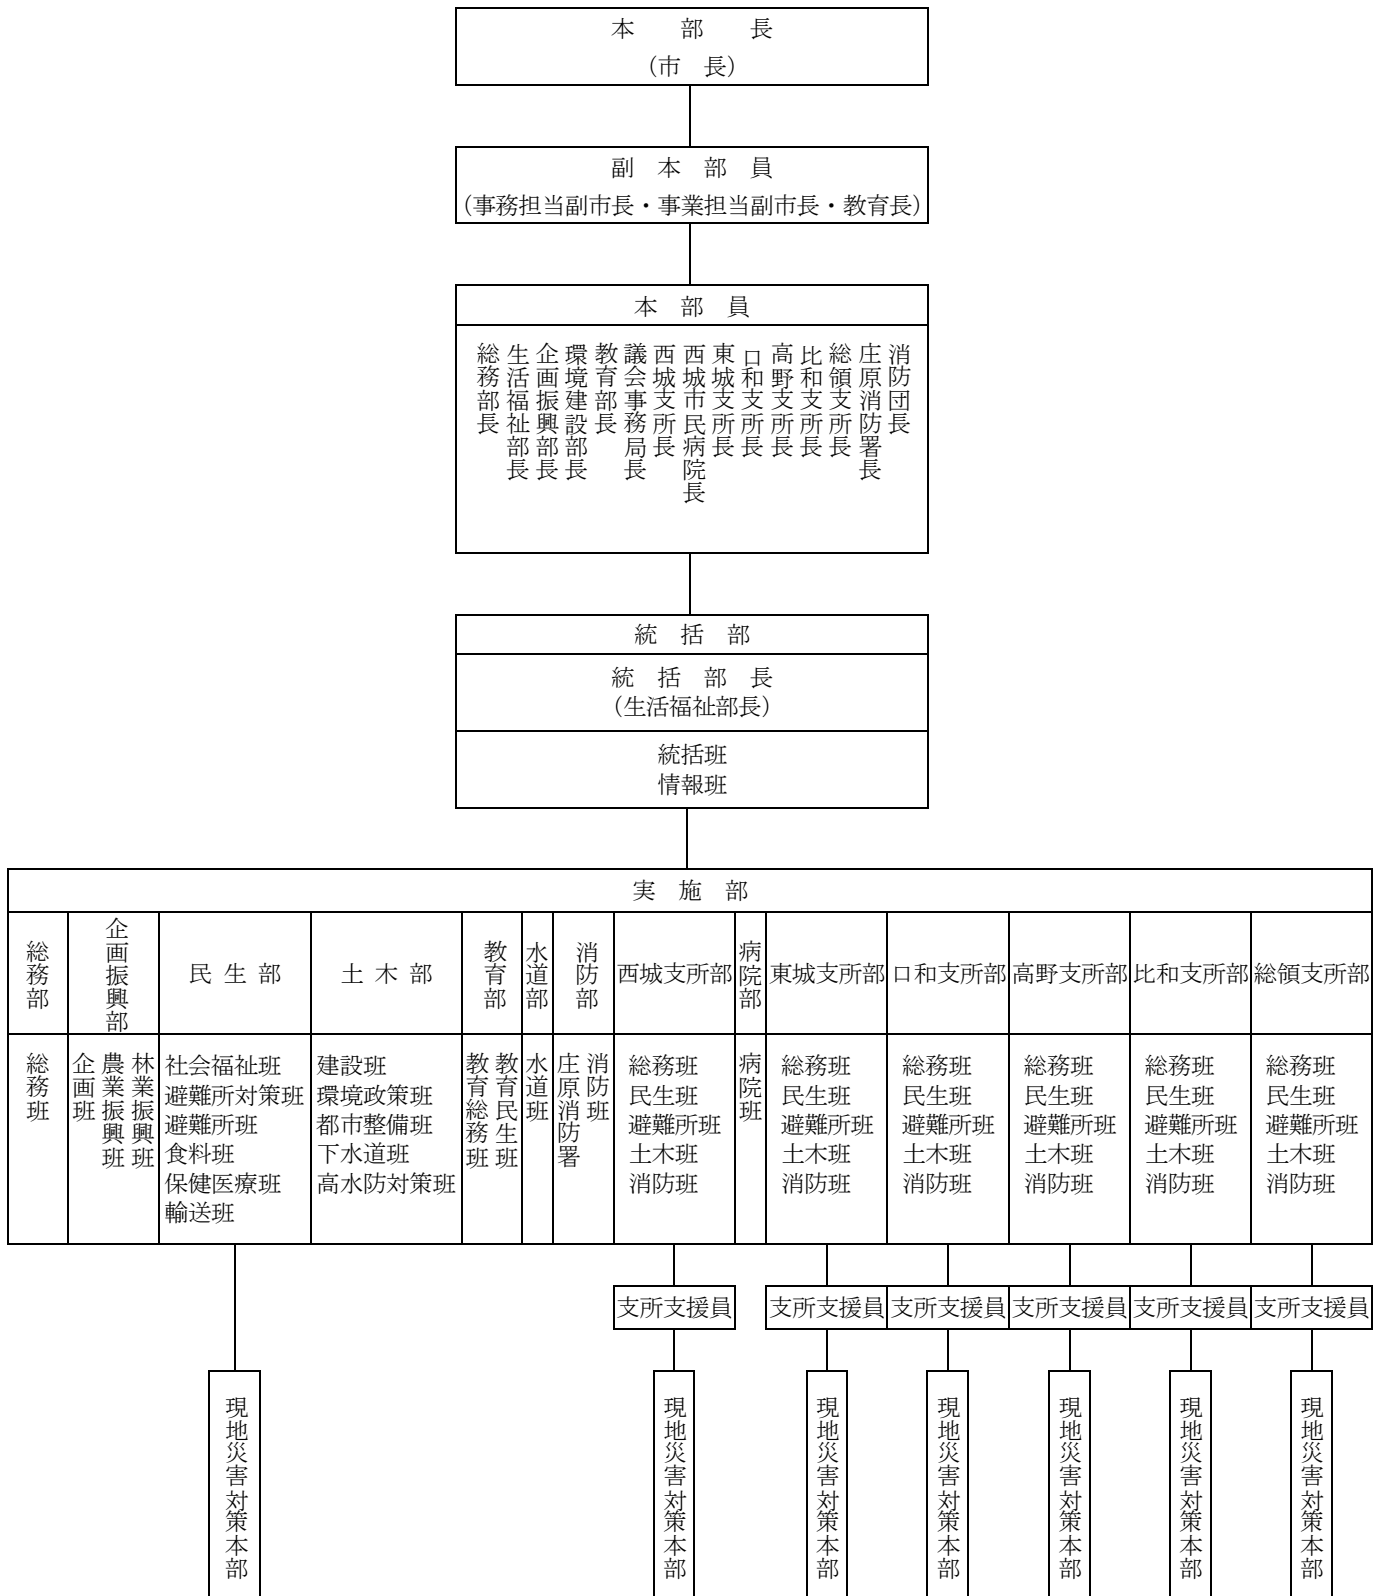 本部長
(市 長)
副本部員
(事務担当副市長・事業担当副市長・教育長)
本部員
総務部長
生活福祉部長
企画振興部長
環境建設部長
教育部長
議会事務局長
西城支所長
西城市民病院長
東城支所長
口和支所長
高野支所長
比和支所長
総領支所長
庄原消防署長
消防団長
統括部
統括部長
(生活福祉部長)
統括班
情報班
実施部
総務部
企画振興部
民生部
土木部
教育部
水道部
消防部
西城支所部
病院部
東城支所部
口和支所部
高野支所部
比和支所部
総領支所部
総務班
企画班
農業振興班
林業振興班
社会福祉班
避難所対策班
避難所班
食料班
保健医療班
輸送班
建設班
環境政策班
都市整備班
下水道班
高水防対策班
教育総務班
教育民生班
水道班
庄原消防署
消防班
総務班
民生班
避難所班
土木班
消防班
病院班
総務班
民生班
避難所班
土木班
消防班
総務班
民生班
避難所班
土木班
消防班
総務班
民生班
避難所班
土木班
消防班
総務班
民生班
避難所班
土木班
消防班
総務班
民生班
避難所班
土木班
消防班
支所支援員
支所支援員
支所支援員
支所支援員
支所支援員
支所支援員
現地災害対策本部
現地災害対策本部
現地災害対策本部
現地災害対策本部
現地災害対策本部
現地災害対策本部
現地災害対策本部